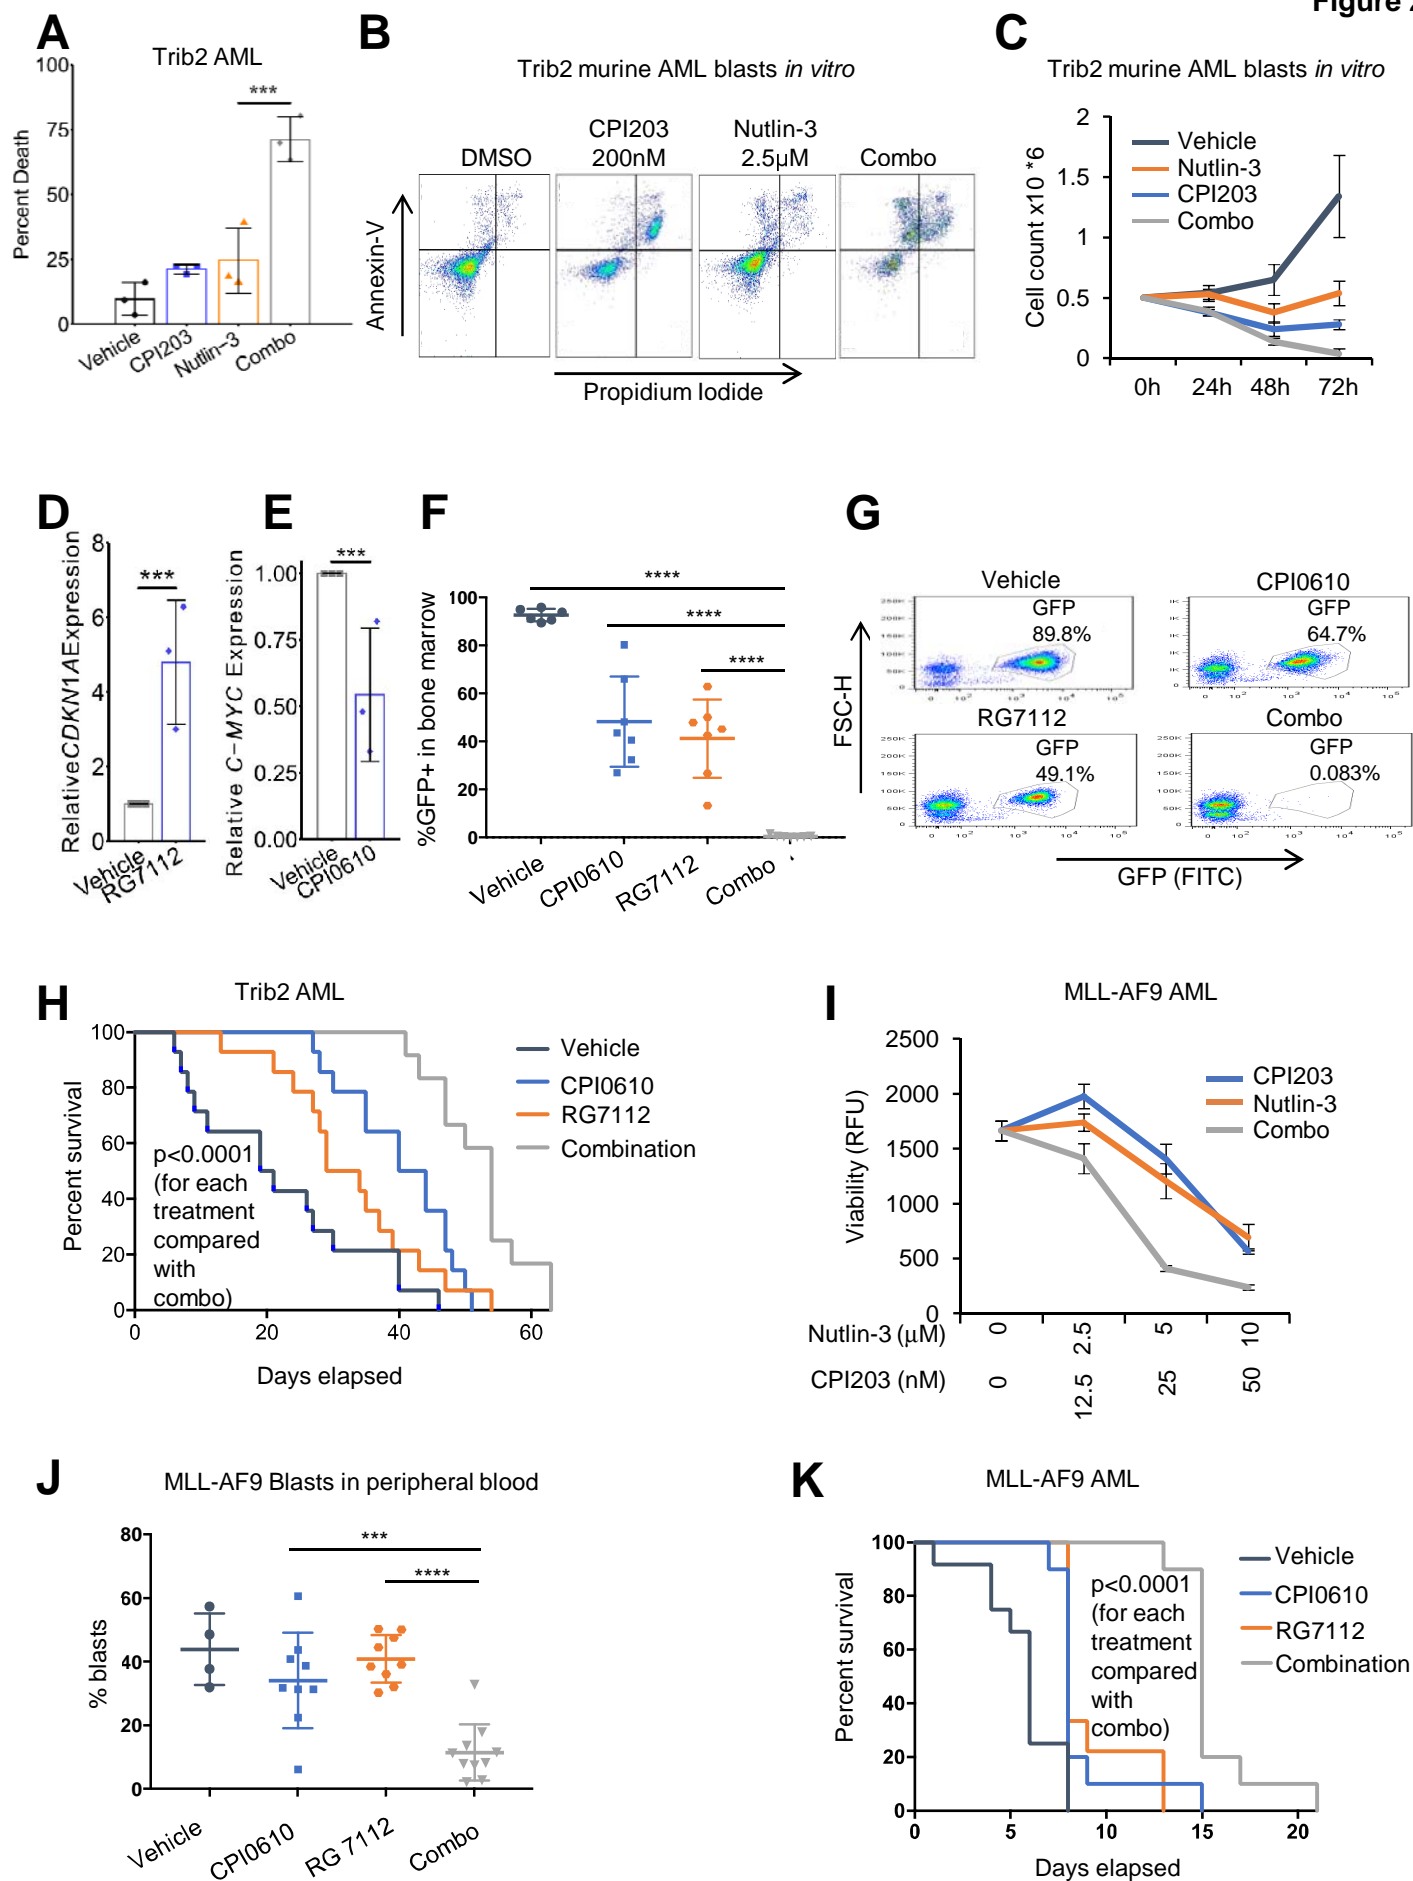 Figure 2
A
Trib2 AML
***
100
75
50
25
0
Percent Death
Vehicle
CPI203
Nutlin−3
Combo
B
Trib2 murine AML blasts in vitro
DMSO
CPI203
200nM
Nutlin-3
2.5µM
Combo
Annexin-V
Propidium Iodide
C
Trib2 murine AML blasts in vitro
Cell count x10 *6
2
1.5
1
0.5
0
Vehicle
Nutlin-3
CPI203
Combo
0h 24h 48h 72h
D
Relative CDKN1A Expression
8
6
4
2
0
***
Vehicle
RG7112
E
Relative C−MYC Expression
1.00
0.75
0.50
0.25
0.00
***
Vehicle
CPI0610
F
%GFP+ in bone marrow
100
80
60
40
20
0
****
****
****
Vehicle
CPI0610
RG7112
Combo
G
Vehicle
GFP
89.8%
CPI0610
GFP
64.7%
RG7112
GFP
49.1%
Combo
GFP
0.083%
250K
200K
150K
100K
50K
0
FSC-H
GFP (FITC)
H
Trib2 AML
Percent survival
100
80
60
40
20
0
p<0.0001
(for each
treatment
compared
with
combo)
Vehicle
CPI0610
RG7112
Combination
0 20 40 60
Days elapsed
I
MLL-AF9 AML
Viability (RFU)
2500
2000
1500
1000
500
0
CPI203
Nutlin-3
Combo
Nutlin-3 (µM) 0 2.5 5 10
CPI203 (nM) 0 12.5 25 50
J
MLL-AF9 Blasts in peripheral blood
% blasts
80
60
40
20
0
***
****
Vehicle
CPI0610
RG 7112
Combo
K
MLL-AF9 AML
Percent survival
100
80
60
40
20
0
p<0.0001
(for each
treatment
compared
with
combo)
Vehicle
CPI0610
RG7112
Combination
0 5 10 15 20
Days elapsed